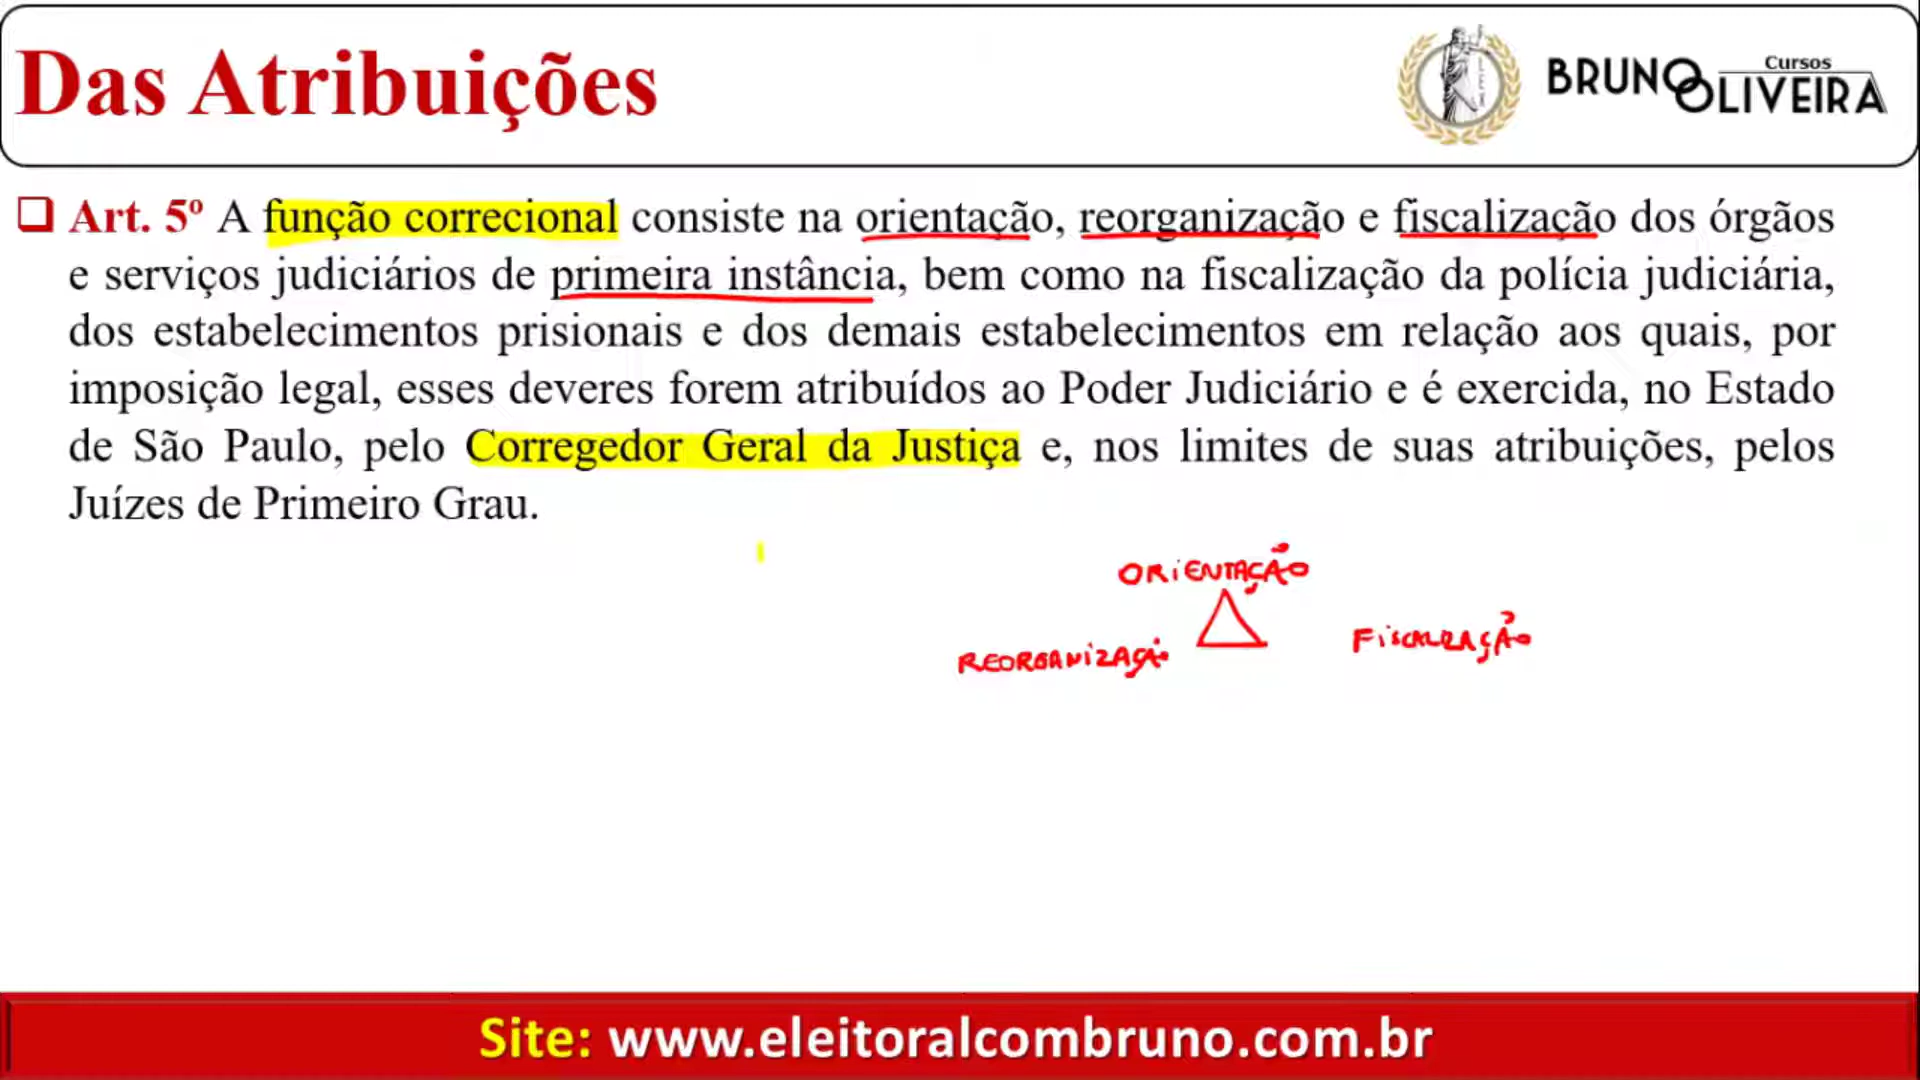 Das Atribuições
LEX
Cursos
BRUNO OLIVEIRA
Art. 5º A função correcional consiste na orientação, reorganização e fiscalização dos órgãos
e serviços judiciários de primeira instância, bem como na fiscalização da polícia judiciária,
dos estabelecimentos prisionais e dos demais estabelecimentos em relação aos quais, por
imposição legal, esses deveres forem atribuídos ao Poder Judiciário e é exercida, no Estado
de São Paulo, pelo Corregedor Geral da Justiça e, nos limites de suas atribuições, pelos
Juízes de Primeiro Grau.
ORIENTAÇÃO
REORGANIZAÇÃO
FISCALIZAÇÃO
Site: www.eleitoralcombruno.com.br